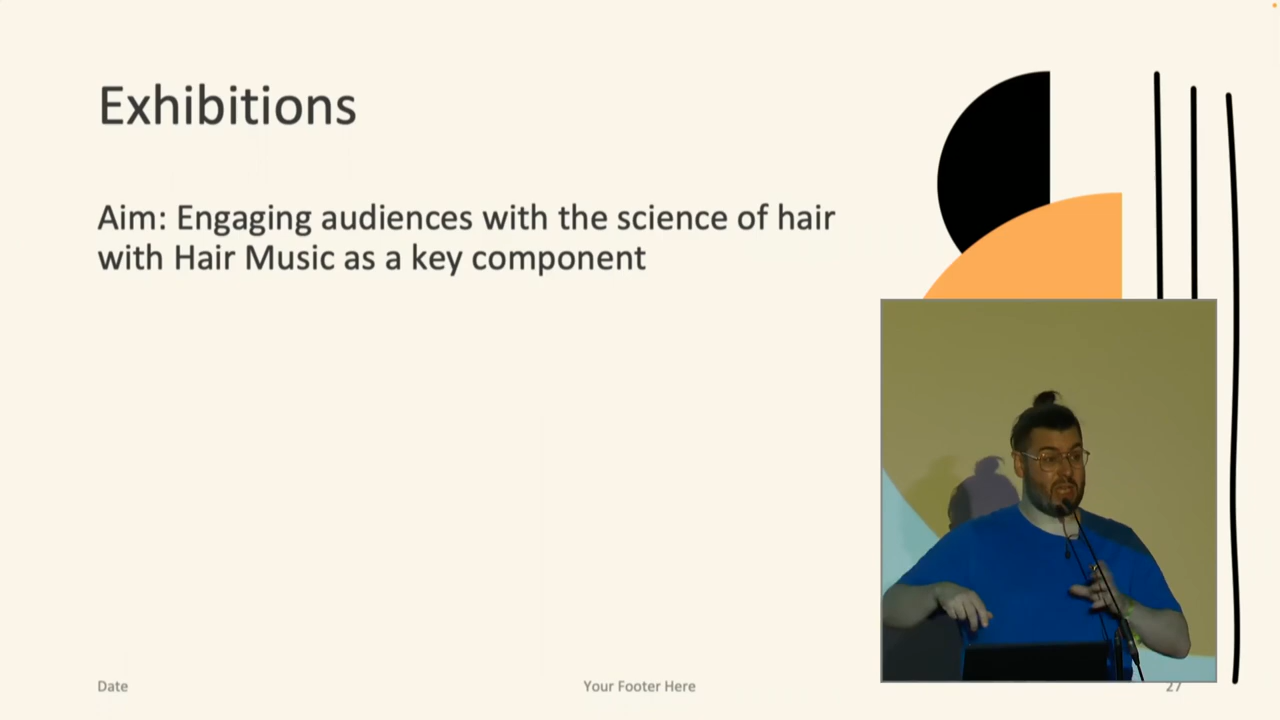 Exhibitions
Aim: Engaging audiences with the science of hair
with Hair Music as a key component
Date
Your Footer Here
27